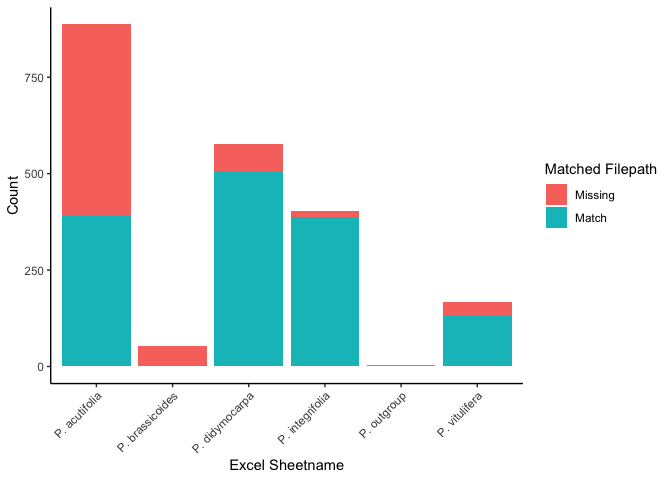 Count
750
500
250
0
P. acutifolia
P. brassicoides
P. didymocarpa
P. integrifolia
P. outgroup
P. vitulifera
Excel Sheetname
Matched Filepath
Missing
Match